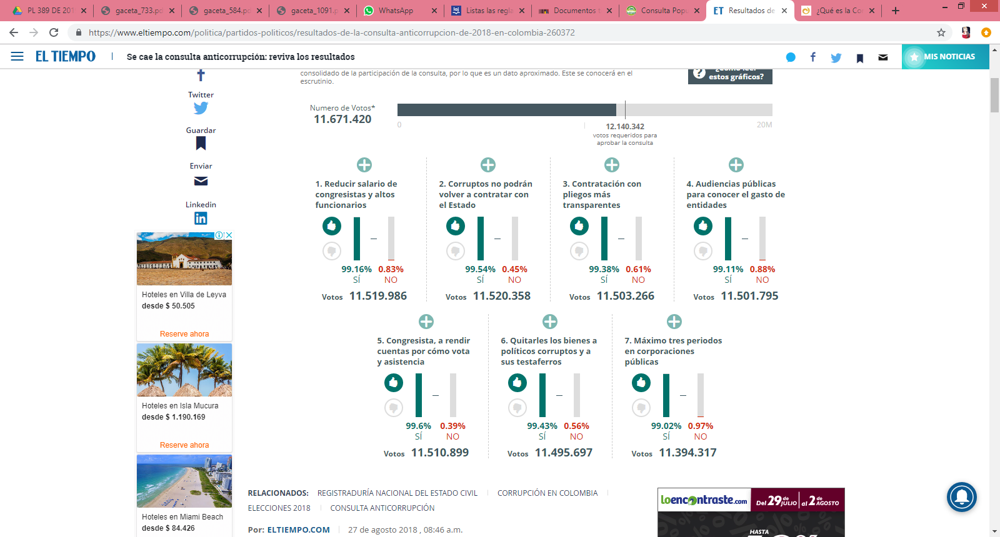 PL 389 DE 201
gaceta_733.pd
gaceta_584.pd
gaceta_1091.p
WhatsApp
Listas las regla
Documentos t
Consulta Popu
ET Resultados de
¿Qué es la Con
https://www.eltiempo.com/politica/partidos-politicos/resultados-de-la-consulta-anticorrupcion-de-2018-en-colombia-260372
EL TIEMPO
Se cae la consulta anticorrupción: reviva los resultados
MIS NOTICIAS
consolidado de la participación de la consulta, por lo que es un dato aproximado. Este se conocerá en el
escrutinio.
estos gráficos?
Twitter
Guardar
Enviar
Linkedin
Numero de Votos*
11.671.420
0
12.140.342
votos requeridos para
aprobar la consulta
20M
1. Reducir salario de
congresistas y altos
funcionarios
99.16% 0.83%
SÍ NO
Votos 11.519.986
2. Corruptos no podrán
volver a contratar con
el Estado
99.54% 0.45%
SÍ NO
Votos 11.520.358
3. Contratación con
pliegos más
transparentes
99.38% 0.61%
SÍ NO
Votos 11.503.266
4. Audiencias públicas
para conocer el gasto de
entidades
99.11% 0.88%
SÍ NO
Votos 11.501.795
5. Congresista, a rendir
cuentas por cómo vota
y asistencia
99.6% 0.39%
SÍ NO
Votos 11.510.899
6. Quitarles los bienes a
políticos corruptos y a
sus testaferros
99.43% 0.56%
SÍ NO
Votos 11.495.697
7. Máximo tres periodos
en corporaciones
públicas
99.02% 0.97%
SÍ NO
Votos 11.394.317
Hoteles en Villa de Leyva
desde $ 50.505
Reserve ahora
Hoteles en Isla Mucura
desde $ 1.190.169
Reserve ahora
Hoteles en Miami Beach
desde $ 84.426
RELACIONADOS: REGISTRADURÍA NACIONAL DEL ESTADO CIVIL CORRUPCIÓN EN COLOMBIA
ELECCIONES 2018 CONSULTA ANTICORRUPCIÓN
Por: ELTIEMPO.COM 27 de agosto 2018 , 08:46 a.m.
loencontraste.com
Del 29 de JULIO al 2 de AGOSTO
HASTA